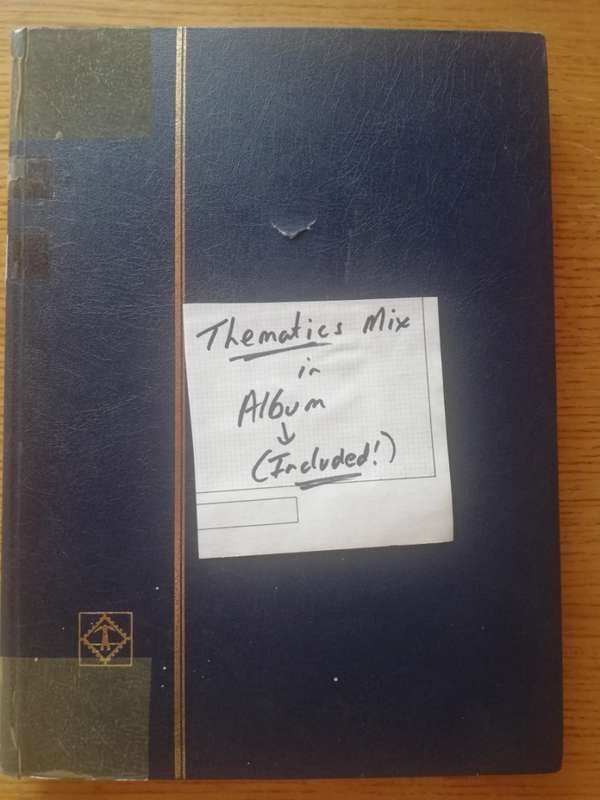 Thematics Mix
in
Album
↓
(Included!)